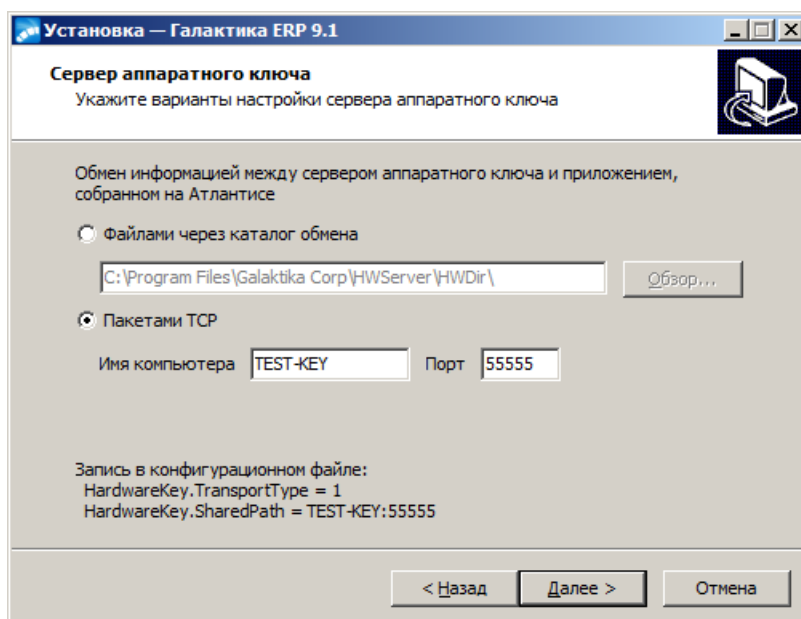 Установка — Галактика ERP 9.1
Сервер аппаратного ключа
Укажите варианты настройки сервера аппаратного ключа
Обмен информацией между сервером аппаратного ключа и приложением,
собранном на Атлантисе
Файлами через каталог обмена
C:\Program Files\Galaktika Corp\HWServer\HWDir\ Обзор...
Пакетами TCP
Имя компьютера TEST-KEY Порт 55555
Запись в конфигурационном файле:
HardwareKey.TransportType = 1
HardwareKey.SharedPath = TEST-KEY:55555
< Назад Далее > Отмена